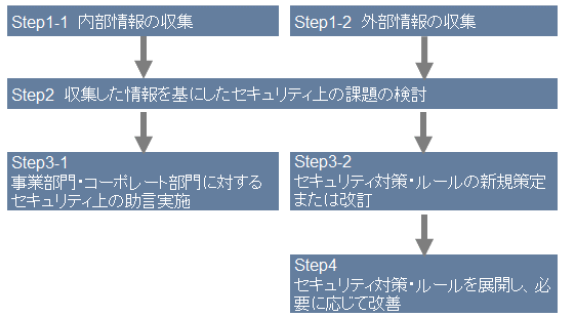 Step1-1 内部情報の収集
Step1-2 外部情報の収集
Step2 収集した情報を基にしたセキュリティ上の課題の検討
Step3-1
事業部門・コーポレート部門に対する
セキュリティ上の助言実施
Step3-2
セキュリティ対策・ルールの新規策定
または改訂
Step4
セキュリティ対策・ルールを展開し、必
要に応じて改善